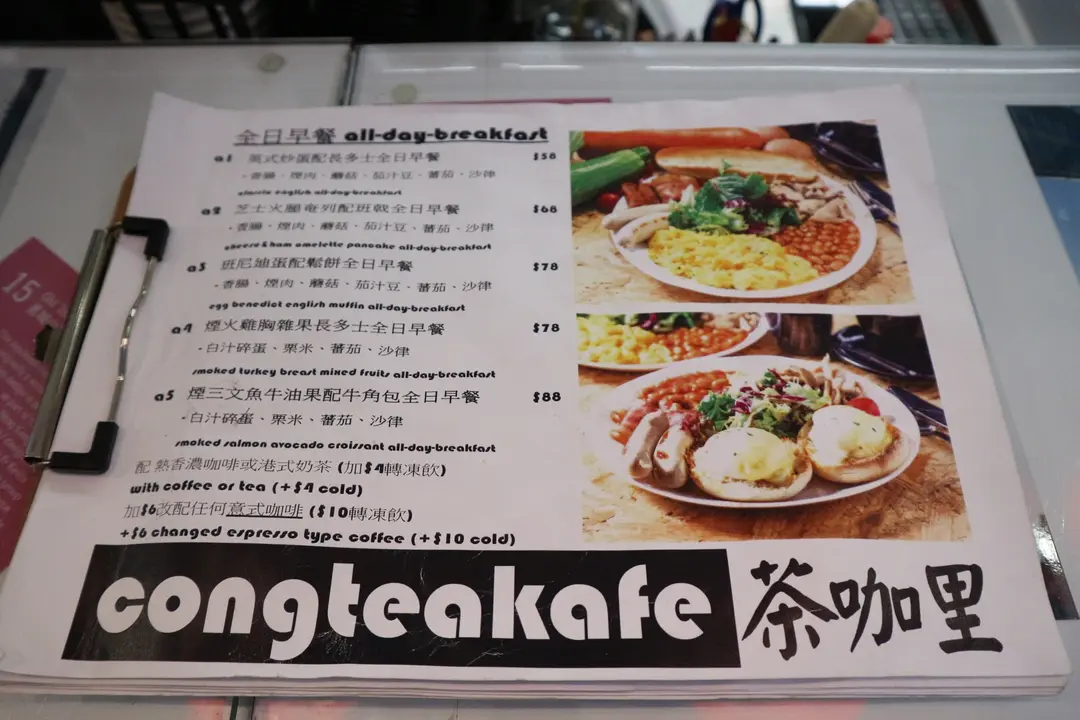 全日早餐 all-day-breakfast
a1 英式炒蛋配長多士全日早餐 $58
-香腸、煙肉、蘑菇、茄汁豆、蕃茄、沙律
classic english all-day-breakfast
a2 芝士火腿奄列配班戟全日早餐 $68
-香腸、煙肉、蘑菇、茄汁豆、蕃茄、沙律
cheese & ham omelette pancake all-day-breakfast
a3 班尼迪蛋配鬆餅全日早餐 $78
-香腸、煙肉、蘑菇、茄汁豆、蕃茄、沙律
egg benedict english muffin all-day-breakfast
a4 煙火雞胸雜果長多士全日早餐 $78
-白汁碎蛋、栗米、蕃茄、沙律
smoked turkey breast mixed fruits all-day-breakfast
a5 煙三文魚牛油果配牛角包全日早餐 $88
-白汁碎蛋、栗米、蕃茄、沙律
smoked salmon avocado croissant all-day-breakfast
配 熱香濃咖啡或港式奶茶 (加$4轉凍飲)
with coffee or tea (+$4 cold)
加$6改配任何意式咖啡 ($10轉凍飲)
+$6 changed espresso type coffee (+$10 cold)
congteakafe 茶咖里
15